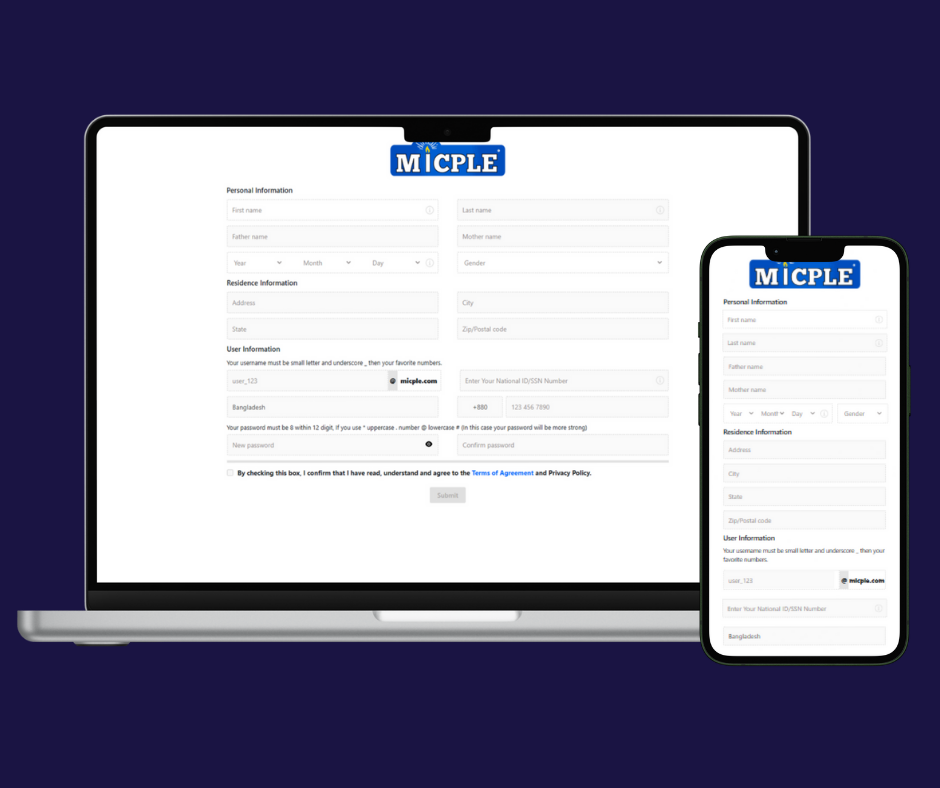 MICPLE
Personal Information
First name
Last name
Father name
Mother name
Year Month Day
Gender
Residence Information
Address
City
State
Zip/Postal code
User Information
Your username must be small letter and underscore _ then your favorite numbers.
user_123
@ micple.com
Enter Your National ID/SSN Number
Bangladesh
+880
123 456 7890
Your password must be 8 within 12 digit, if you use * uppercase . number @ lowercase # (in this case your password will be more strong)
New password
Confirm password
By checking this box, I confirm that I have read, understand and agree to the Terms of Agreement and Privacy Policy.
Submit
MICPLE
Personal Information
First name
Last name
Father name
Mother name
Year Month Day
Gender
Residence Information
Address
City
State
Zip/Postal code
User Information
Your username must be small letter and underscore _ then your
favorite numbers.
user_123
@ micple.com
Enter Your National ID/SSN Number
Bangladesh